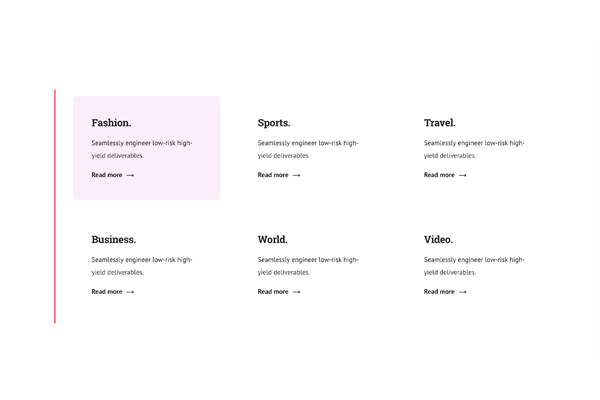 Fashion.
Seamlessly engineer low-risk high-
yield deliverables.
Read more →
Sports.
Seamlessly engineer low-risk high-
yield deliverables.
Read more →
Travel.
Seamlessly engineer low-risk high-
yield deliverables.
Read more →
Business.
Seamlessly engineer low-risk high-
yield deliverables.
Read more →
World.
Seamlessly engineer low-risk high-
yield deliverables.
Read more →
Video.
Seamlessly engineer low-risk high-
yield deliverables.
Read more →